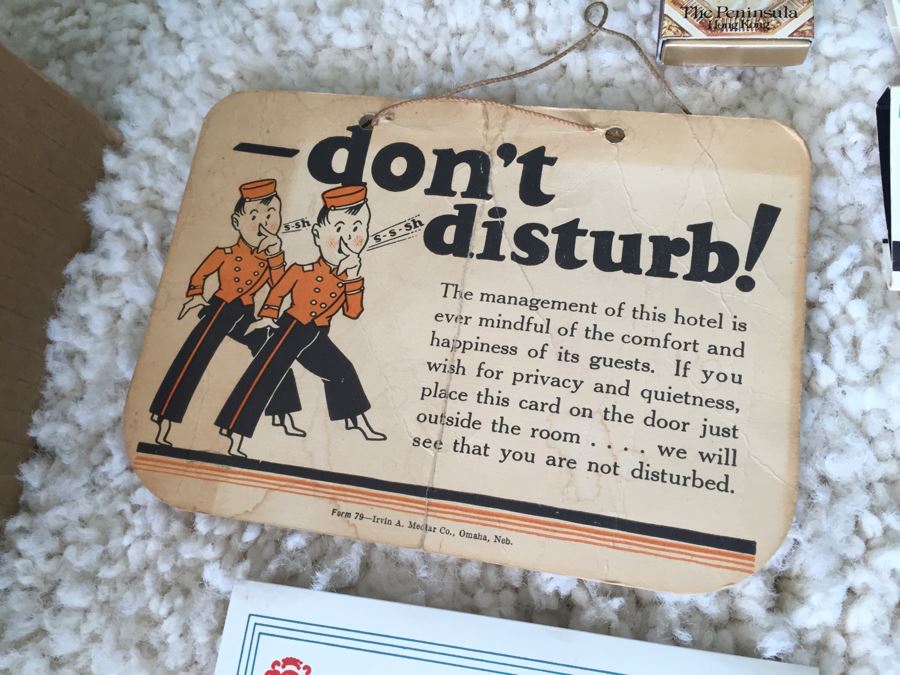 The Peninsula
Hong Kong
—don't
disturb!
s-sh
s-s-sh
The management of this hotel is
ever mindful of the comfort and
happiness of its guests. If you
wish for privacy and quietness,
place this card on the door just
outside the room . . . . we will
see that you are not disturbed.
Form 79—Irvin A. Medlar Co., Omaha, Neb.